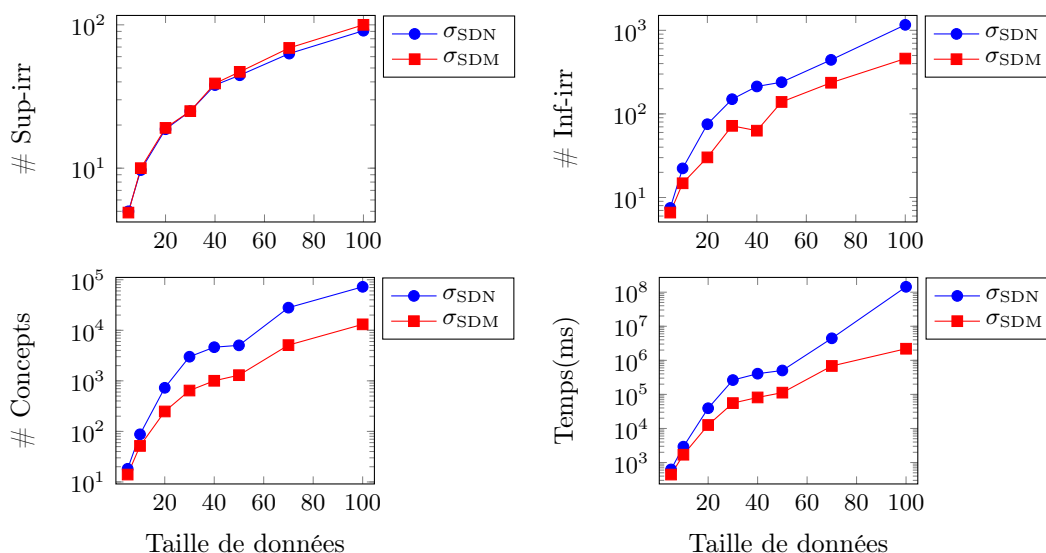 # Sup-irr
10²
10¹
20 40 60 80 100
σSDN
σSDM
# Inf-irr
10³
10²
10¹
20 40 60 80 100
σSDN
σSDM
# Concepts
10⁵
10⁴
10³
10²
10¹
20 40 60 80 100
Taille de données
σSDN
σSDM
Temps(ms)
10⁸
10⁷
10⁶
10⁵
10⁴
10³
20 40 60 80 100
Taille de données
σSDN
σSDM